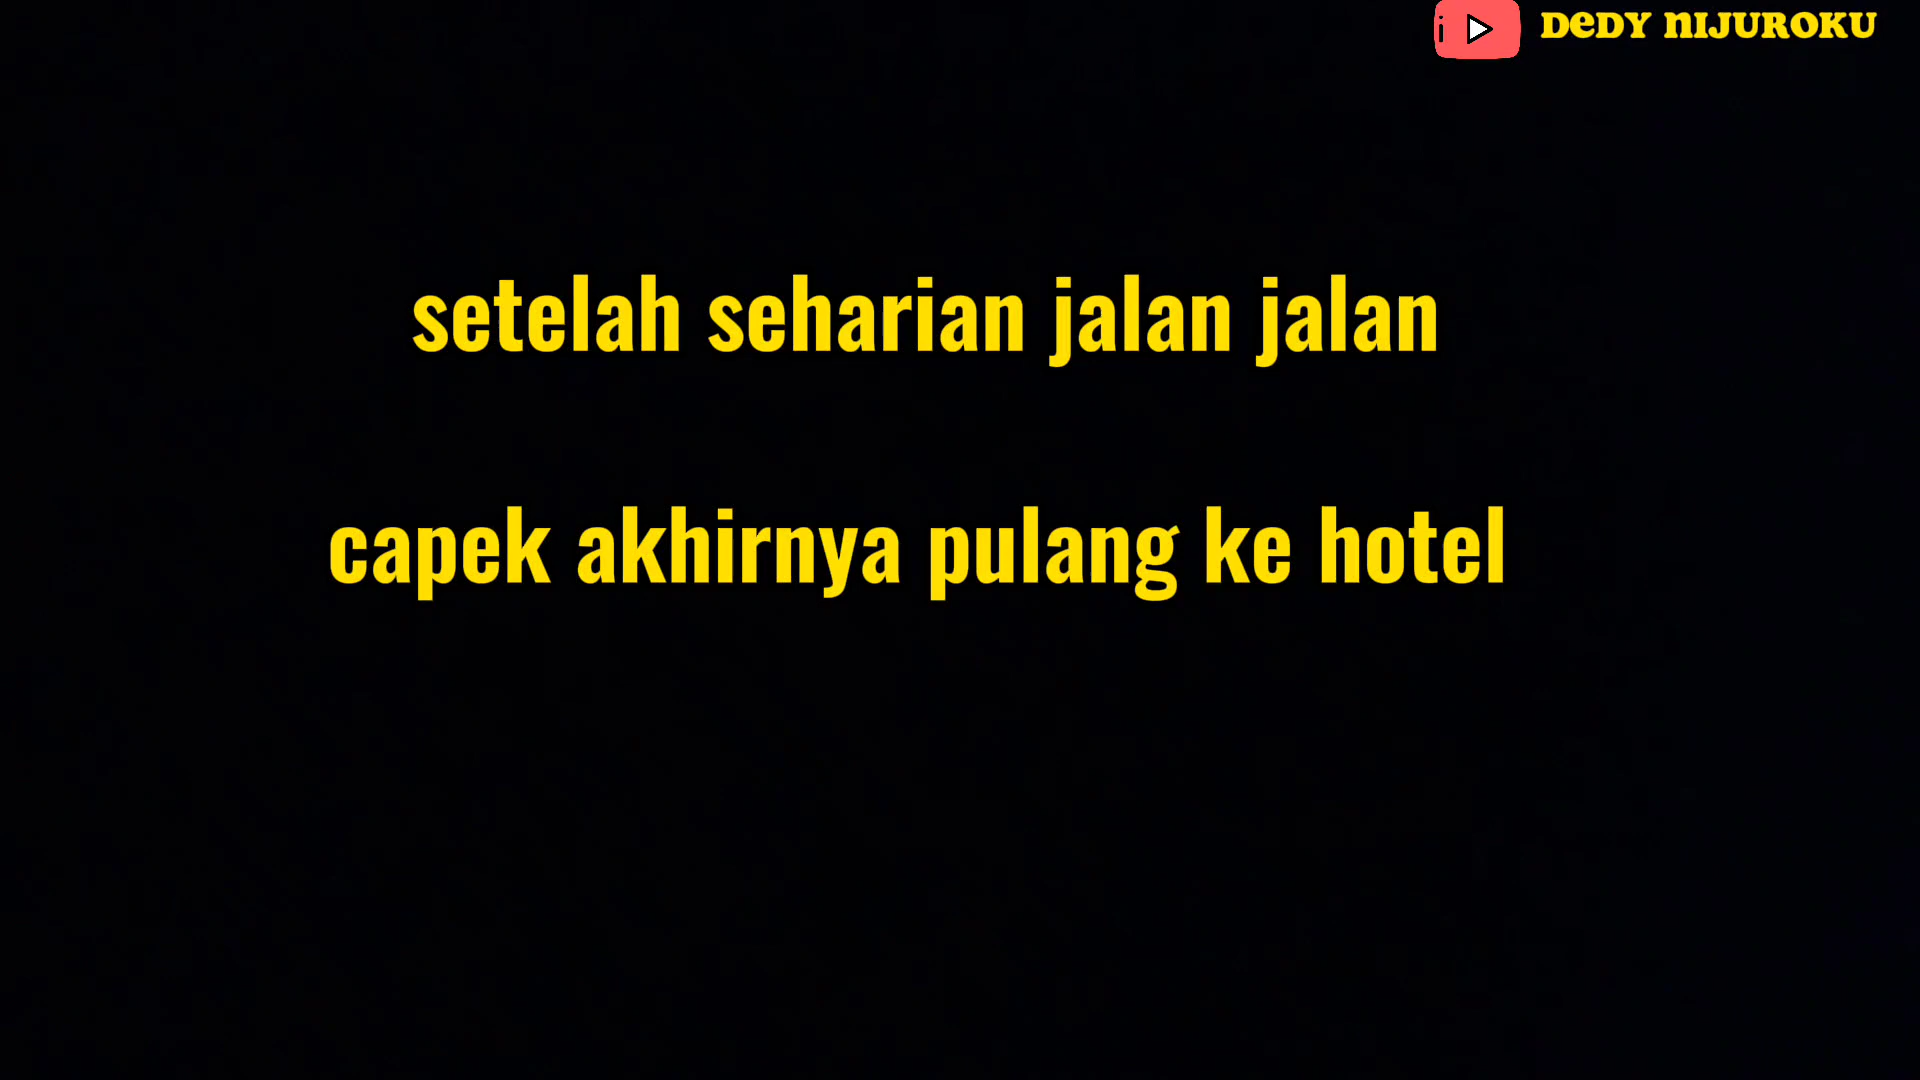 DeDY NIJUROKU
setelah seharian jalan jalan
capek akhirnya pulang ke hotel